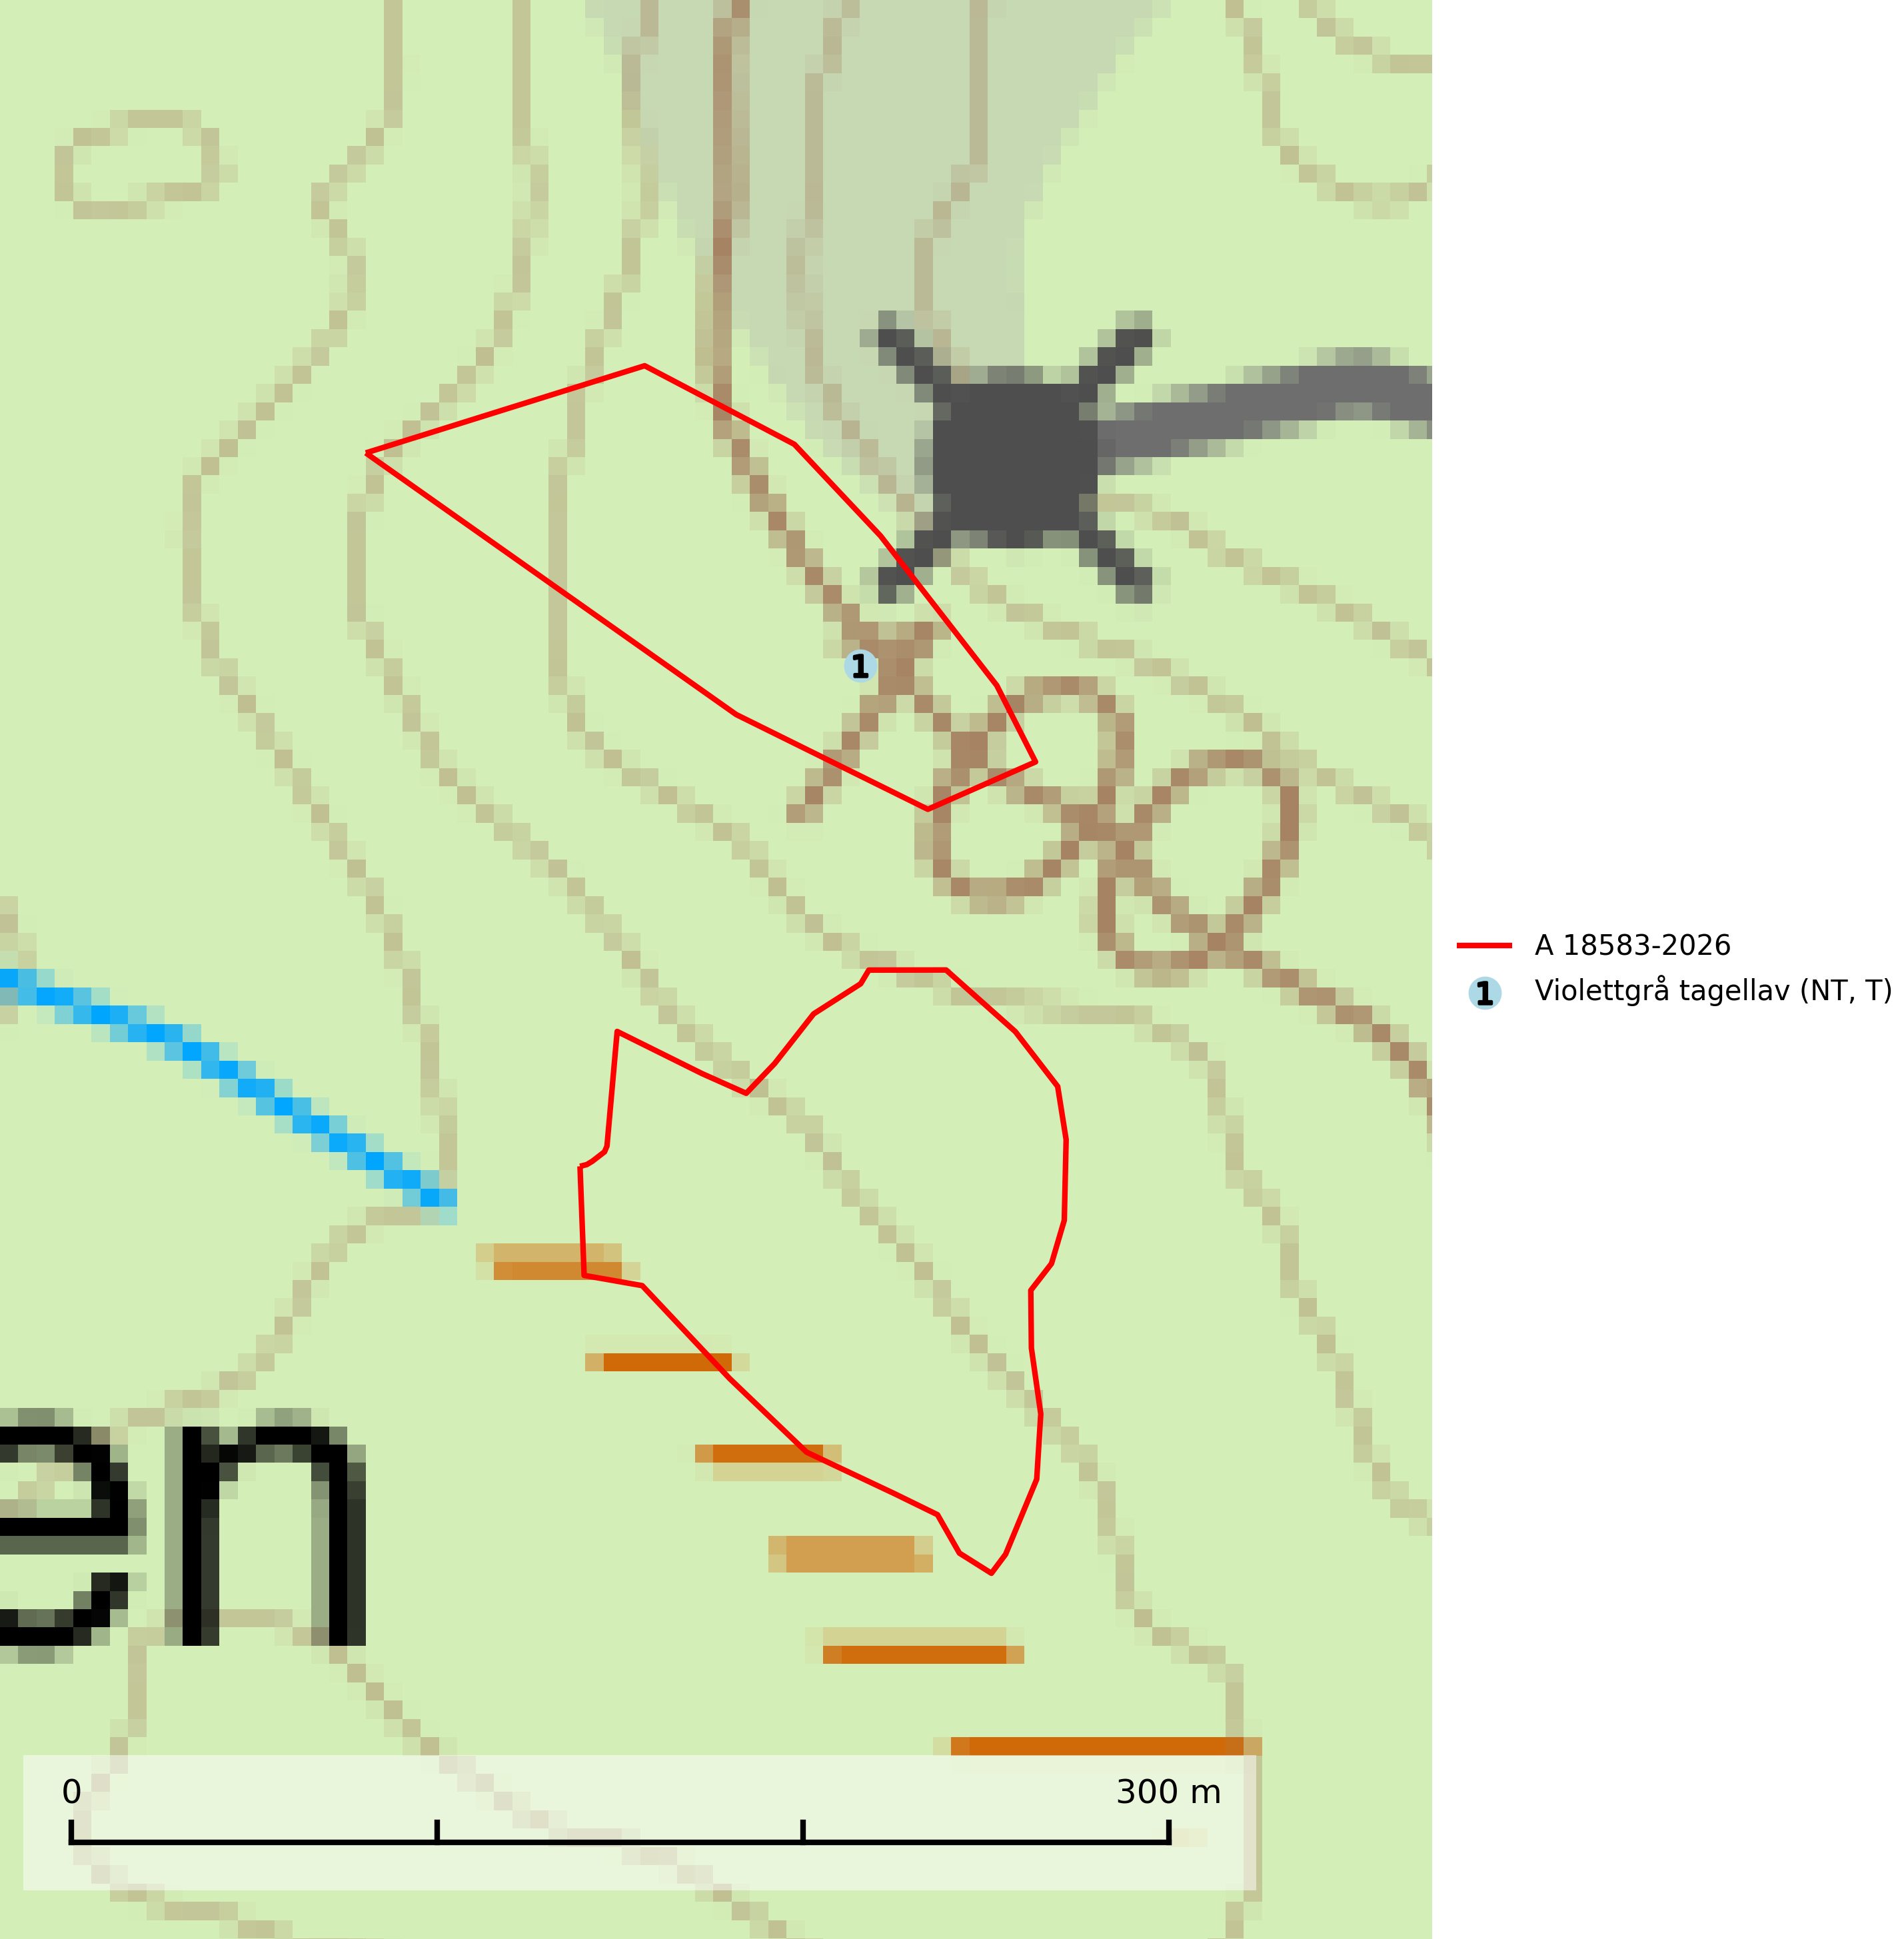 1
A 18583-2026
1 Violettgrå tagellav (NT, T)
en
0 300 m